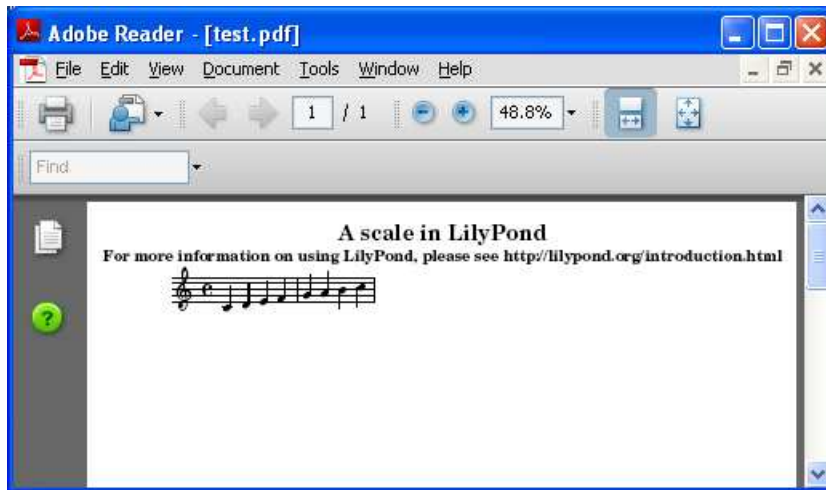 Adobe Reader - [test.pdf]
File Edit View Document Tools Window Help
1 / 1 48.8%
Find
A scale in LilyPond
For more information on using LilyPond, please see http://lilypond.org/introduction.html